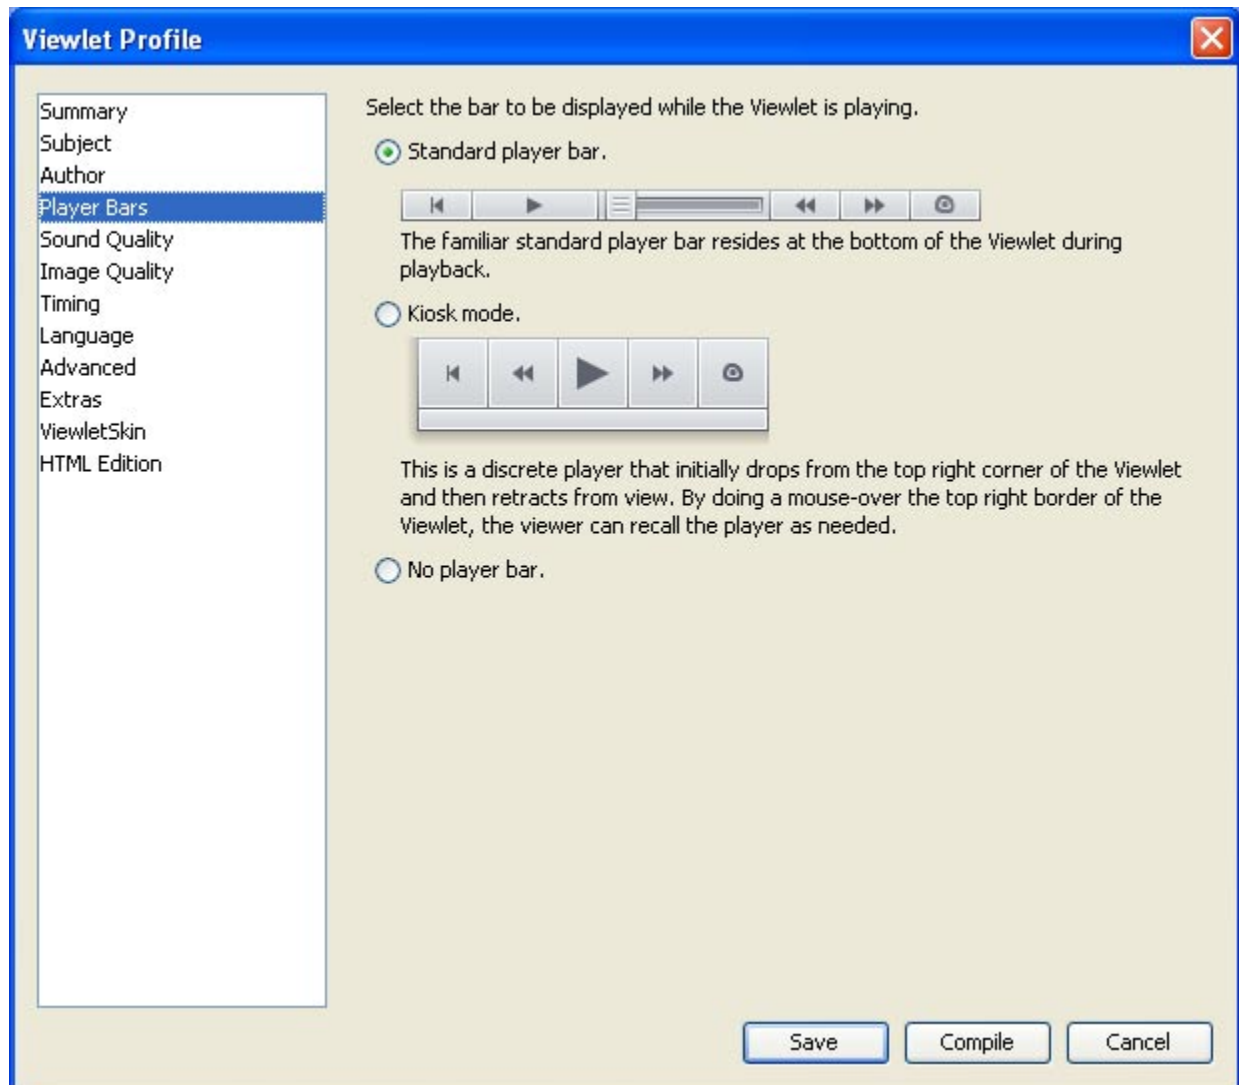 Viewlet Profile
Summary
Subject
Author
Player Bars
Sound Quality
Image Quality
Timing
Language
Advanced
Extras
ViewletSkin
HTML Edition
Select the bar to be displayed while the Viewlet is playing.
Standard player bar.
The familiar standard player bar resides at the bottom of the Viewlet during
playback.
Kiosk mode.
This is a discrete player that initially drops from the top right corner of the Viewlet
and then retracts from view. By doing a mouse-over the top right border of the
Viewlet, the viewer can recall the player as needed.
No player bar.
Save
Compile
Cancel